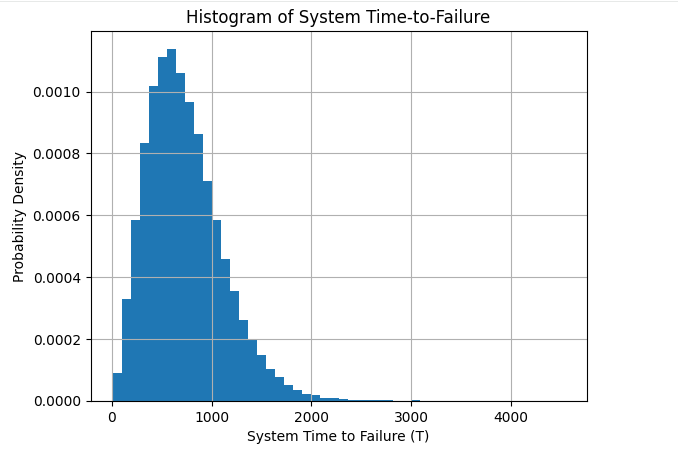 Histogram of System Time-to-Failure
Probability Density
0.0010
0.0008
0.0006
0.0004
0.0002
0.0000
0 1000 2000 3000 4000
System Time to Failure (T)